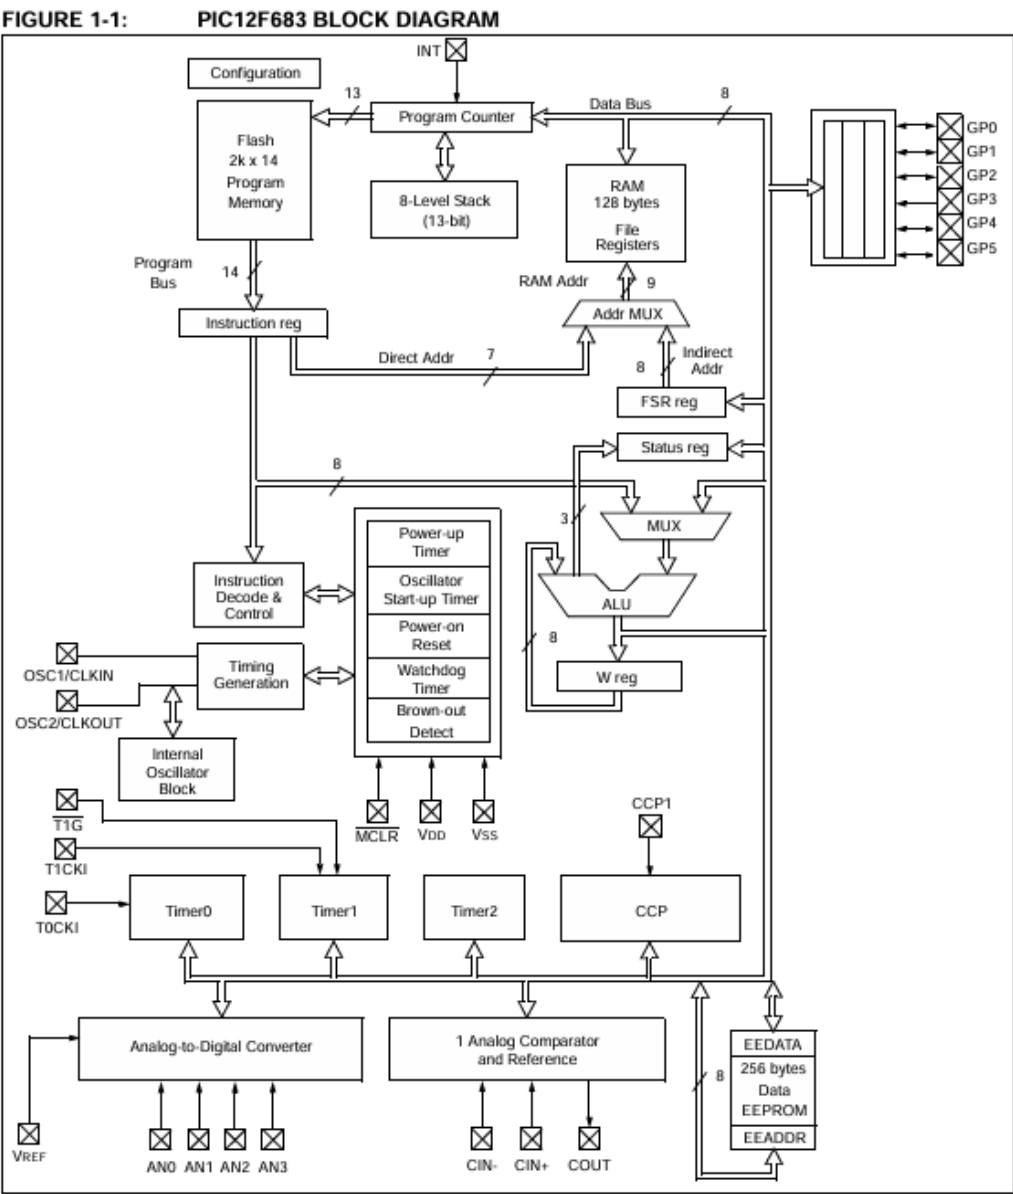 FIGURE 1-1: PIC12F683 BLOCK DIAGRAM
INT
Configuration
13
Program Counter
Data Bus
8
Flash
2k x 14
Program
Memory
8-Level Stack
(13-bit)
RAM
128 bytes
File
Registers
GP0
GP1
GP2
GP3
GP4
GP5
Program
Bus
14
RAM Addr
9
Addr MUX
Instruction reg
Direct Addr
7
8
Indirect
Addr
FSR reg
Status reg
8
3
MUX
Power-up
Timer
Oscillator
Start-up Timer
Power-on
Reset
Watchdog
Timer
Brown-out
Detect
Instruction
Decode &
Control
ALU
8
W reg
OSC1/CLKIN
Timing
Generation
OSC2/CLKOUT
Internal
Oscillator
Block
T1G
MCLR
VDD
VSS
CCP1
T1CKI
T0CKI
Timer0
Timer1
Timer2
CCP
Analog-to-Digital Converter
1 Analog Comparator
and Reference
EEDATA
8
256 bytes
Data
EEPROM
EEADDR
VREF
AN0
AN1
AN2
AN3
CIN-
CIN+
COUT